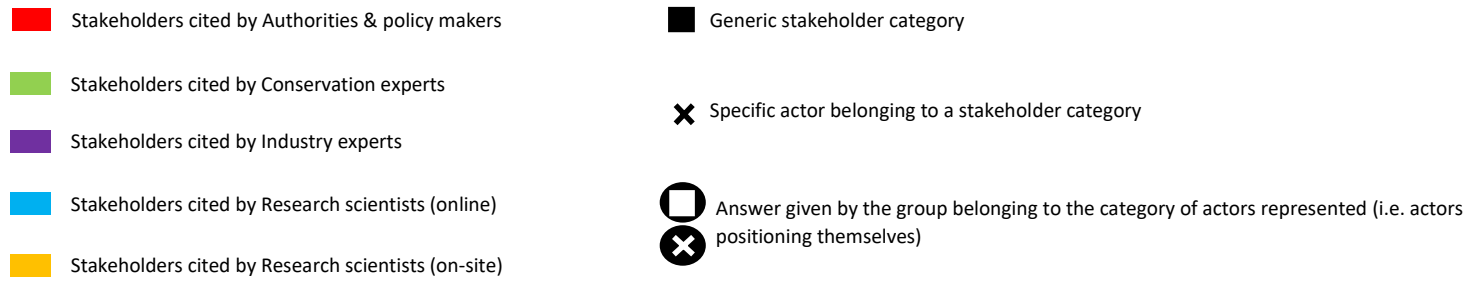 Stakeholders cited by Authorities & policy makers
Generic stakeholder category
Stakeholders cited by Conservation experts
Specific actor belonging to a stakeholder category
Stakeholders cited by Industry experts
Stakeholders cited by Research scientists (online)
Answer given by the group belonging to the category of actors represented (i.e. actors
positioning themselves)
Stakeholders cited by Research scientists (on-site)